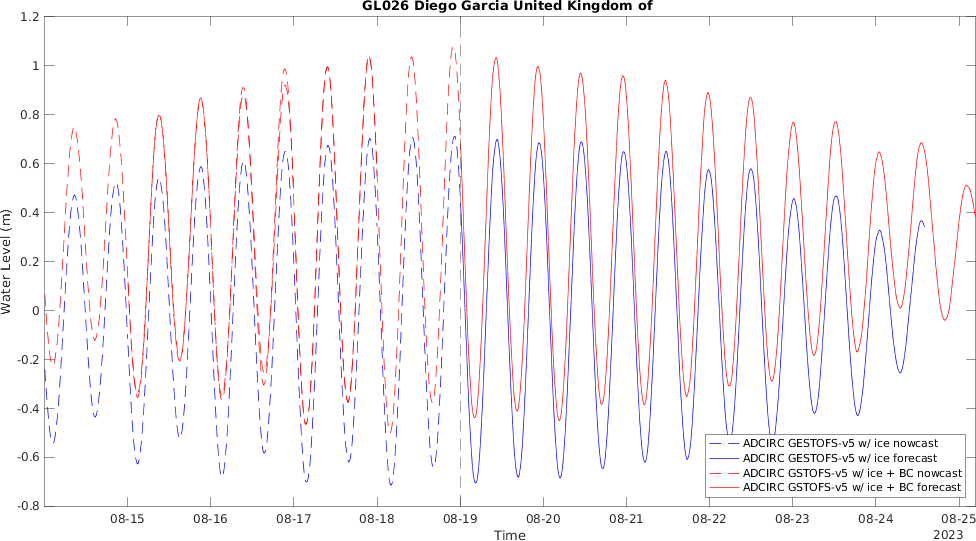 GL026 Diego Garcia United Kingdom of
1.2
1
0.8
0.6
0.4
0.2
0
-0.2
-0.4
-0.6
-0.8
Water Level (m)
ADCIRC GESTOFS-v5 w/ ice nowcast
ADCIRC GESTOFS-v5 w/ ice forecast
ADCIRC GSTOFS-v5 w/ ice + BC nowcast
ADCIRC GSTOFS-v5 w/ ice + BC forecast
08-15 08-16 08-17 08-18 08-19 08-20 08-21 08-22 08-23 08-24 08-25
Time
2023